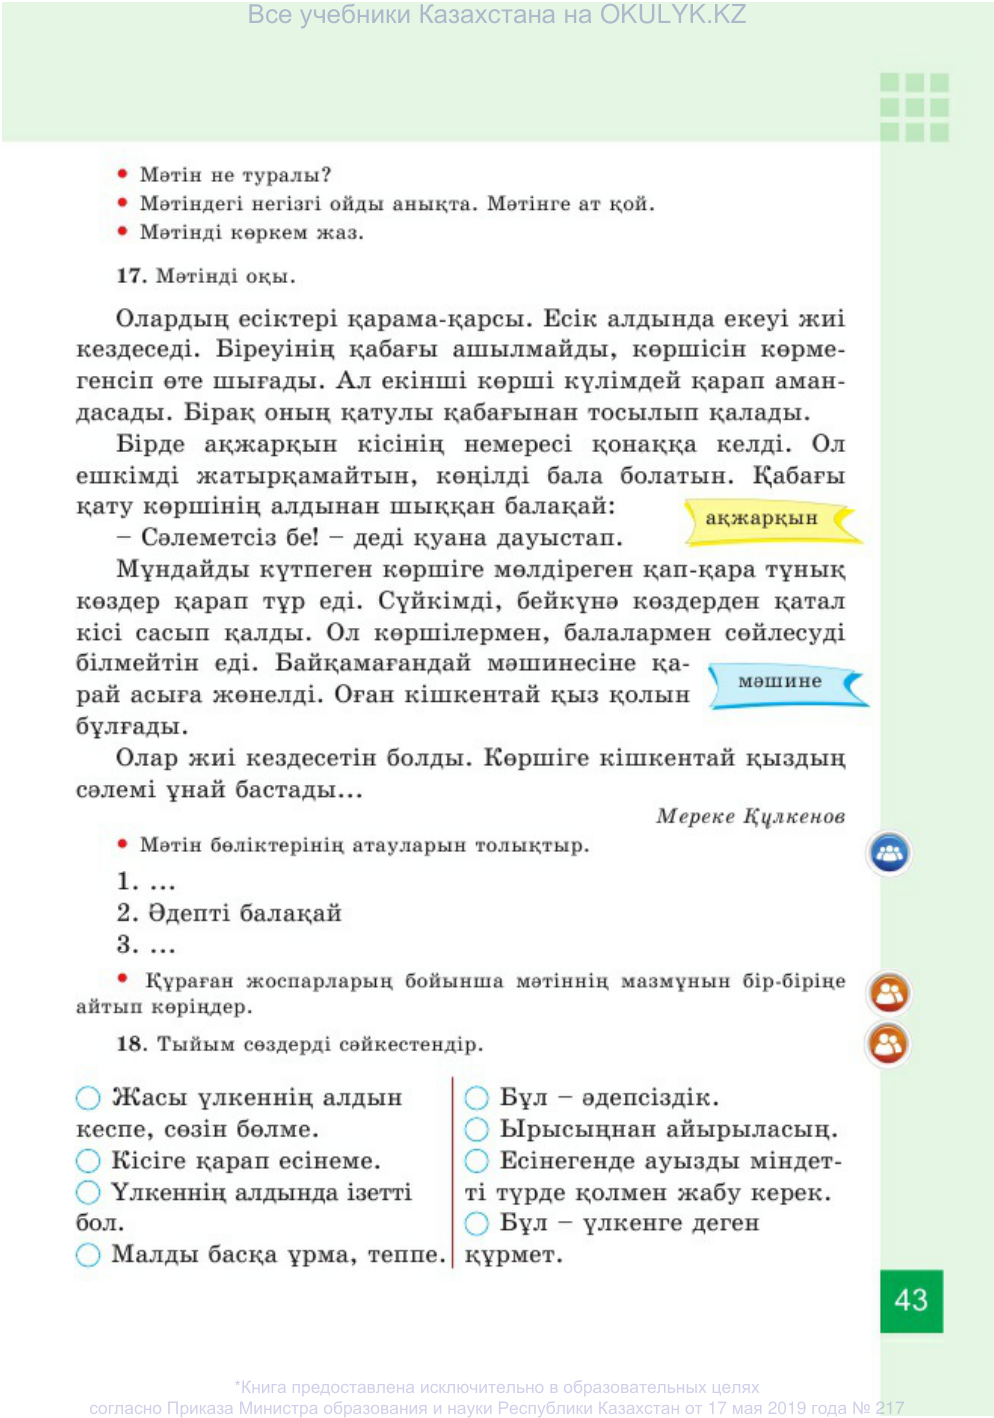 Все учебники Казахстана на OKULYK.KZ
• Мәтін не туралы?
• Мәтіндегі негізгі ойды анықта. Мәтінге ат қой.
• Мәтінді көркем жаз.
17. Мәтінді оқы.
Олардың есіктері қарама-қарсы. Есік алдында екеуі жиі
кездеседі. Біреуінің қабағы ашылмайды, көршісін көрме-
генсіп өте шығады. Ал екінші көрші күлімдей қарап аман-
дасады. Бірақ оның қатулы қабағынан тосылып қалады.
Бірде ақжарқын кісінің немересі қонаққа келді. Ол
ешкімді жатырқамайтын, көңілді бала болатын. Қабағы
қату көршінің алдынан шыққан балақай:
ақжарқын
– Сәлеметсіз бе! – деді қуана дауыстап.
Мұндайды күтпеген көршіге мөлдіреген қап-қара тұнық
көздер қарап тұр еді. Сүйкімді, бейкүнә көздерден қатал
кісі сасып қалды. Ол көршілермен, балалармен сөйлесуді
білмейтін еді. Байқамағандай мәшинесіне қа-
мәшине
рай асыға жөнелді. Оған кішкентай қыз қолын
бұлғады.
Олар жиі кездесетін болды. Көршіге кішкентай қыздың
сәлемі ұнай бастады...
Мереке Құлкенов
• Мәтін бөліктерінің атауларын толықтыр.
1. ...
2. Әдепті балақай
3. ...
• Құраған жоспарларың бойынша мәтіннің мазмұнын бір-біріңе
айтып көріңдер.
18. Тыйым сөздерді сәйкестендір.
Жасы үлкеннің алдын
кеспе, сөзін бөлме.
Кісіге қарап есінеме.
Үлкеннің алдында ізетті
бол.
Малды басқа ұрма, теппе.
Бұл – әдепсіздік.
Ырысыңнан айырыласың.
Есінегенде ауызды міндет-
ті түрде қолмен жабу керек.
Бұл – үлкенге деген
құрмет.
43
*Книга предоставлена исключительно в образовательных целях
согласно Приказа Министра образования и науки Республики Казахстан от 17 мая 2019 года № 217